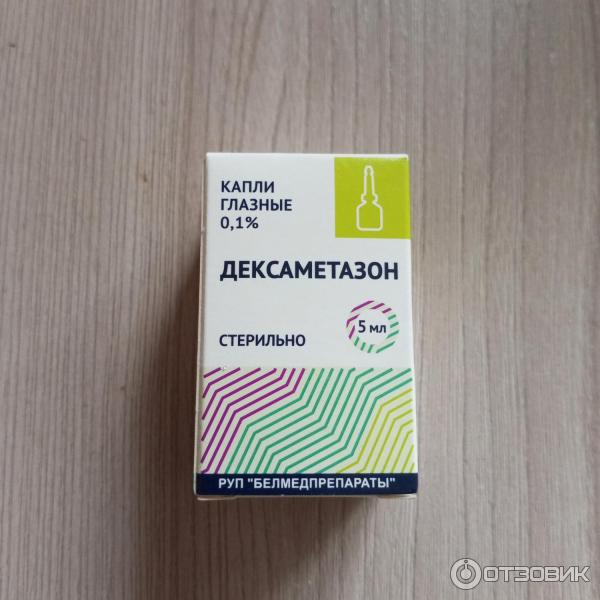 КАПЛИ
ГЛАЗНЫЕ
0,1%
ДЕКСАМЕТАЗОН
5 мл
СТЕРИЛЬНО
РУП "БЕЛМЕДПРЕПАРАТЫ"
ОТЗОВИК